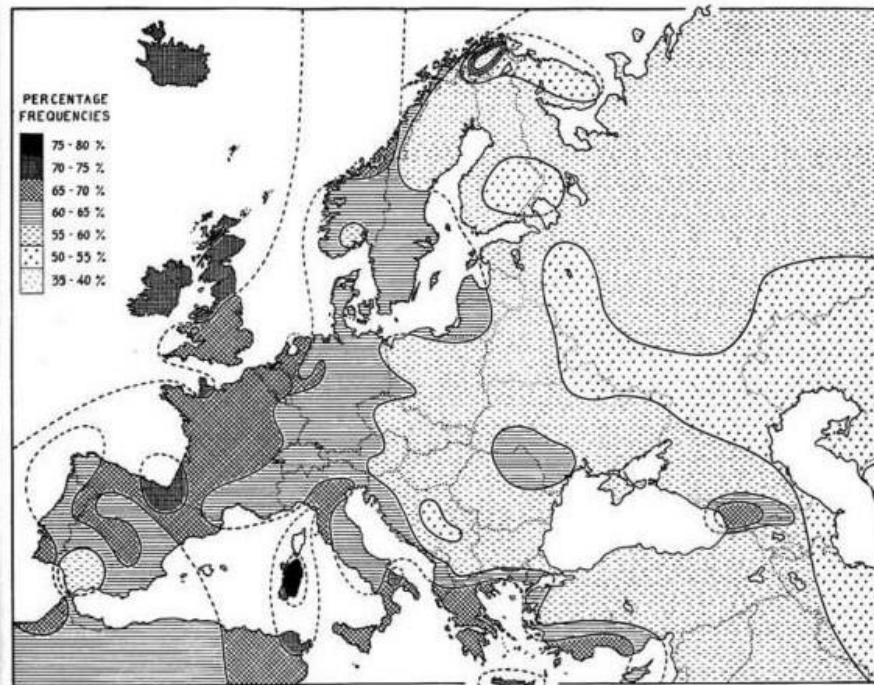 PERCENTAGE
FREQUENCIES
75 - 80 %
70 - 75 %
65 - 70 %
60 - 65 %
55 - 60 %
50 - 55 %
35 - 40 %